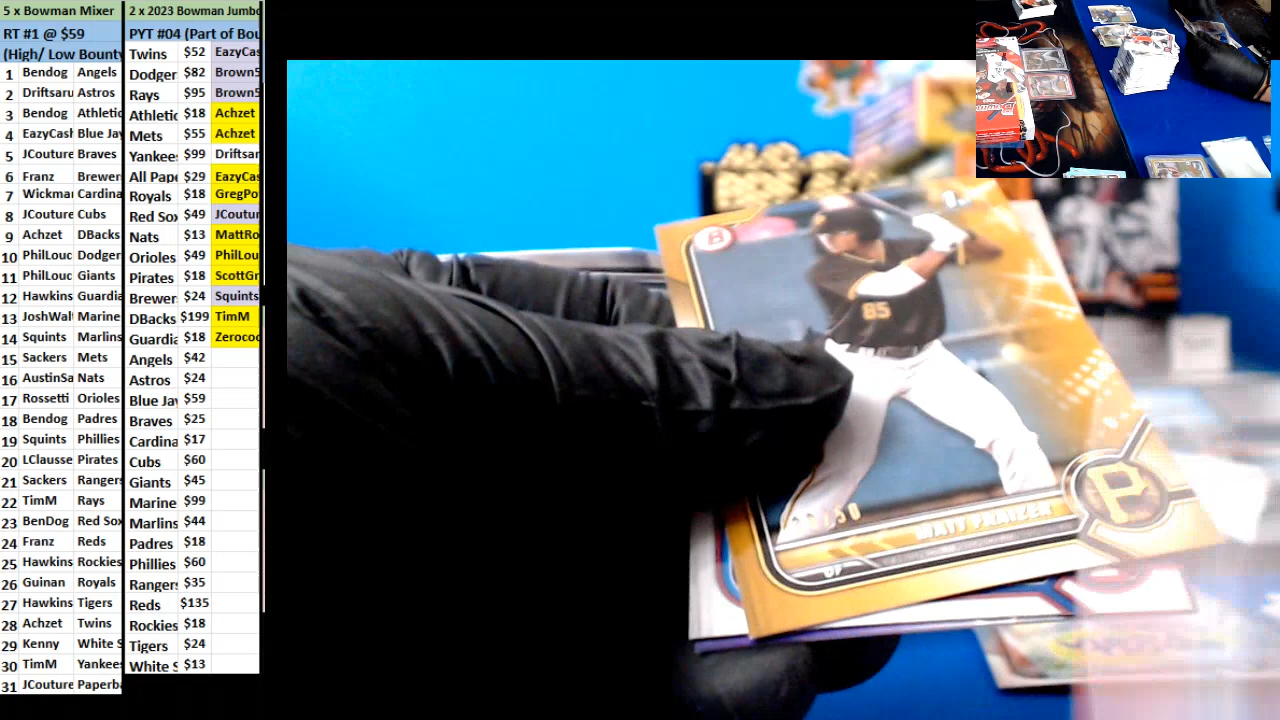 5 x Bowman Mixer
RT #1 @ $59
(High/ Low Bounty
1 Bendog Angels
2 Driftsaru Astros
3 Bendog Athletic
4 EazyCash Blue Jay
5 JCouture Braves
6 Franz Brewer
7 Wickma Cardina
8 JCouture Cubs
9 Achzet DBacks
10 PhilLouc Dodger
11 PhilLouc Giants
12 Hawkins Guardia
13 JoshWal Marine
14 Squints Marlins
15 Sackers Mets
16 AustinSa Nats
17 Rossetti Orioles
18 Bendog Padres
19 Squints Phillies
20 LClausse Pirates
21 Sackers Rangers
22 TimM Rays
23 BenDog Red Sox
24 Franz Reds
25 Hawkins Rockies
26 Guinan Royals
27 Hawkins Tigers
28 Achzet Twins
29 Kenny White S
30 TimM Yankee
31 JCouture Paperba
2 x 2023 Bowman Jumbo
PYT #04 (Part of Bou
Twins $52 EazyCas
Dodger $82 Brown5
Rays $95 Brown5
Athletic $18 Achzet
Mets $55 Achzet
Yankee $99 Driftsar
All Pape $29 EazyCas
Royals $18 GregPo
Red Sox $49 JCoutur
Nats $13 MattRo
Orioles $49 PhilLou
Pirates $18 ScottGr
Brewer $24 Squints
DBacks $199 TimM
Guardia $18 Zerococ
Angels $42
Astros $24
Blue Jay $59
Braves $25
Cardina $17
Cubs $60
Giants $45
Marine $99
Marlins $44
Padres $18
Phillies $60
Rangers $35
Reds $135
Rockies $18
Tigers $24
White S $13
B
85
/50
MATT FRAIZER
OF
P